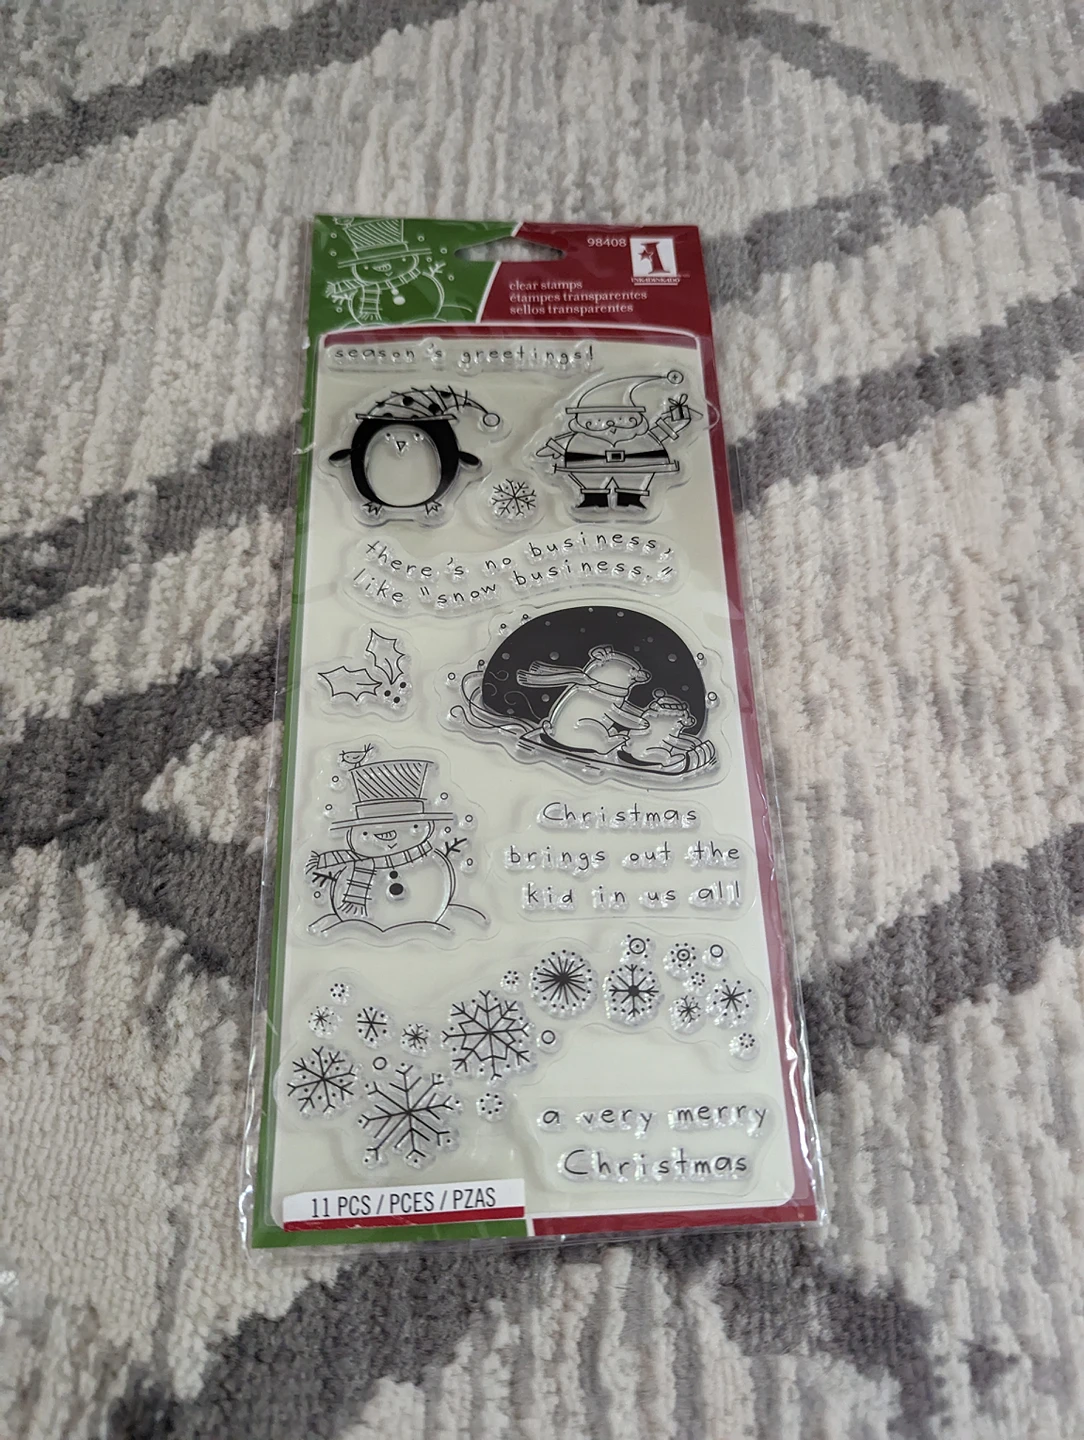 98408
INKADINKADO
clear stamps
étampes transparentes
sellos transparentes
season's greetings!
there's no business,
like "snow business."
Christmas
brings out the
kid in us all
a very merry
Christmas
11 PCS / PCES / PZAS